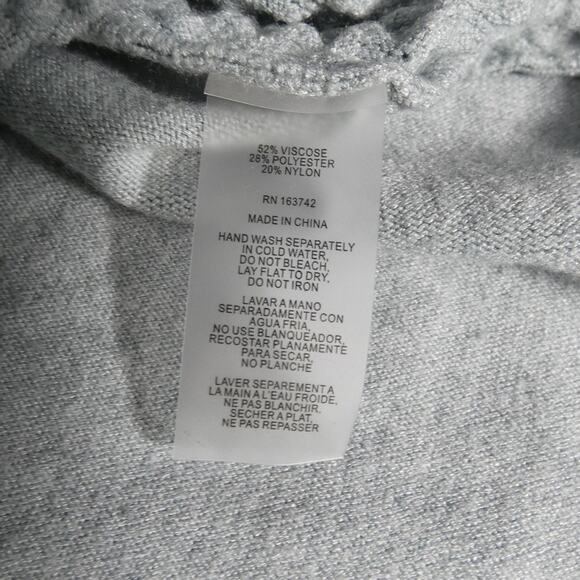 52% VISCOSE
28% POLYESTER
20% NYLON
RN 163742
MADE IN CHINA
HAND WASH SEPARATELY
IN COLD WATER,
DO NOT BLEACH,
LAY FLAT TO DRY,
DO NOT IRON
LAVAR A MANO
SEPARADAMENTE CON
AGUA FRIA,
NO USE BLANQUEADOR,
RECOSTAR PLANAMENTE
PARA SECAR,
NO PLANCHE
LAVER SEPAREMENT A
LA MAIN A L'EAU FROIDE,
NE PAS BLANCHIR,
SECHER A PLAT,
NE PAS REPASSER